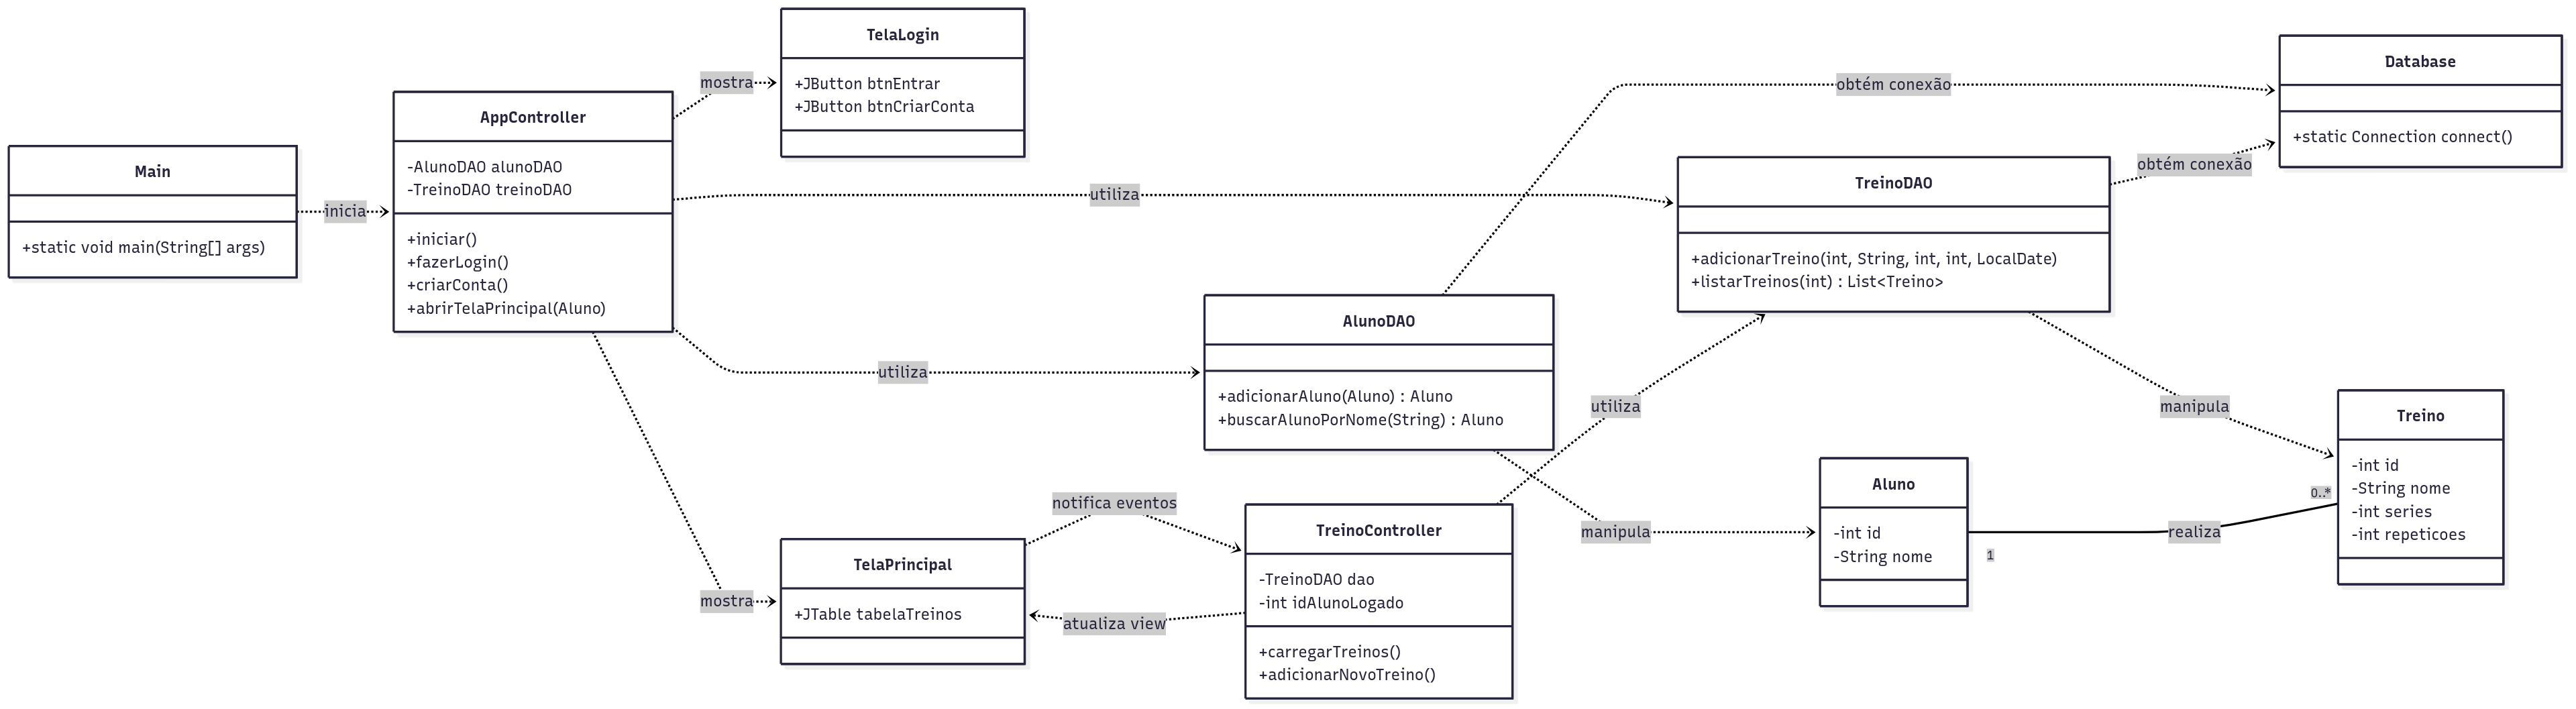 TelaLogin
+JButton btnEntrar
+JButton btnCriarConta
mostra
Database
+static Connection connect()
obtém conexão
AppController
-AlunoDAO alunoDAO
-TreinoDAO treinoDAO
+iniciar()
+fazerLogin()
+criarConta()
+abrirTelaPrincipal(Aluno)
Main
+static void main(String[] args)
inicia
utiliza
TreinoDAO
+adicionarTreino(int, String, int, int, LocalDate)
+listarTreinos(int) : List<Treino>
obtém conexão
utiliza
AlunoDAO
+adicionarAluno(Aluno) : Aluno
+buscarAlunoPorNome(String) : Aluno
utiliza
manipula
Treino
-int id
-String nome
-int series
-int repeticoes
0..*
Aluno
-int id
-String nome
1
realiza
manipula
notifica eventos
TreinoController
-TreinoDAO dao
-int idAlunoLogado
+carregarTreinos()
+adicionarNovoTreino()
mostra
TelaPrincipal
+JTable tabelaTreinos
atualiza view